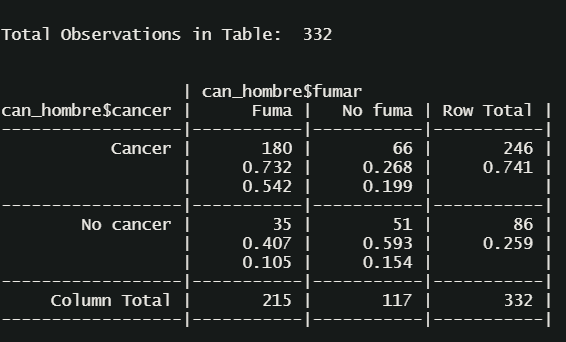 Total Observations in Table:  332
                   | can_hombre$fumar
can_hombre$cancer |      Fuma |   No fuma | Row Total |
------------------|-----------|-----------|-----------|
           Cancer |       180 |        66 |       246 |
                  |     0.732 |     0.268 |     0.741 |
                  |     0.542 |     0.199 |           |
------------------|-----------|-----------|-----------|
        No cancer |        35 |        51 |        86 |
                  |     0.407 |     0.593 |     0.259 |
                  |     0.105 |     0.154 |           |
------------------|-----------|-----------|-----------|
     Column Total |       215 |       117 |       332 |
------------------|-----------|-----------|-----------|